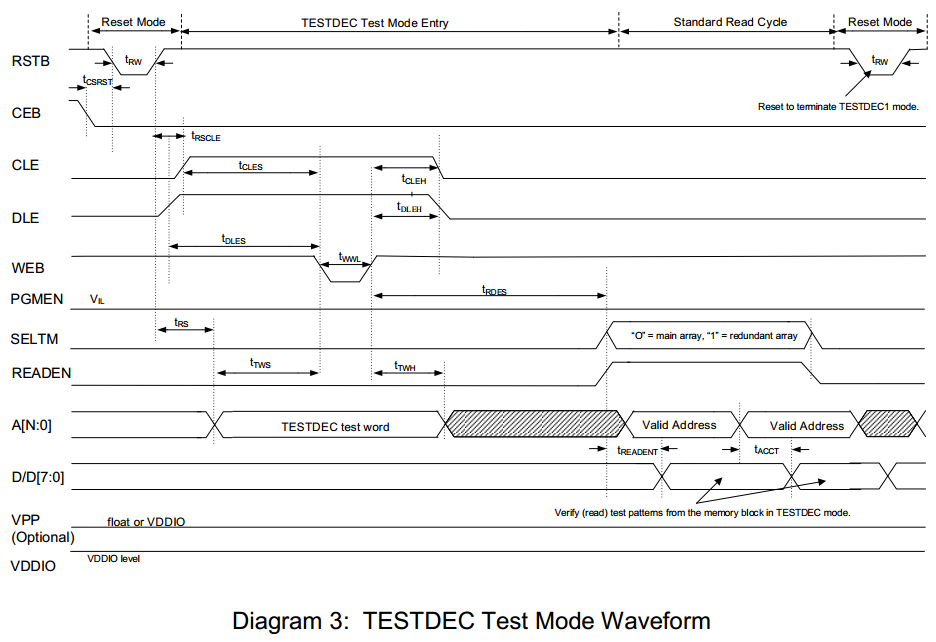 Reset Mode TESTDEC Test Mode Entry Standard Read Cycle Reset Mode
RSTB tRW tRW
tCSRST
Reset to terminate TESTDEC1 mode.
CEB
tRSCLE
CLE tCLES
tCLEH
DLE tDLEH
tDLES
WEB tWWL
PGMEN VIL tRDES
tRS
SELTM "O" = main array, "1" = redundant array
READEN tTWS tTWH
A[N:0] TESTDEC test word Valid Address Valid Address
tREADENT tACCT
D/D[7:0]
Verify (read) test patterns from the memory block in TESTDEC mode.
VPP float or VDDIO
(Optional)
VDDIO VDDIO level
Diagram 3: TESTDEC Test Mode Waveform